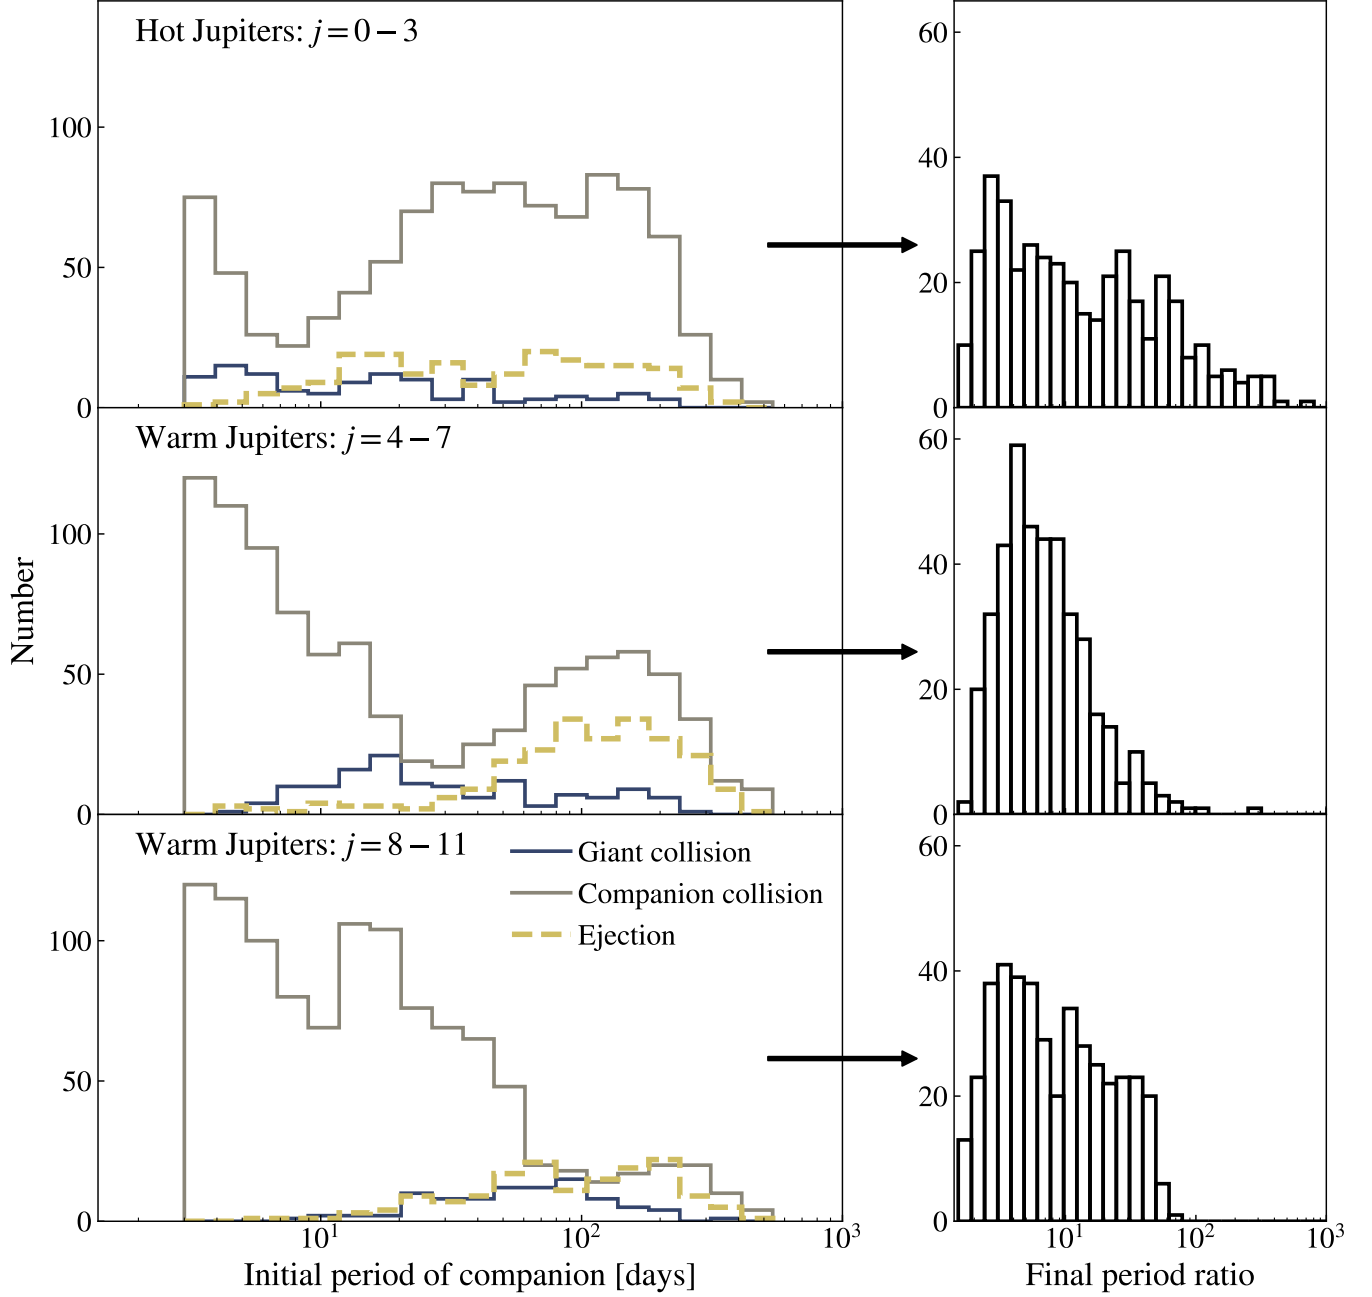 Hot Jupiters: j = 0 – 3
100
50
0
60
40
20
0
Warm Jupiters: j = 4 – 7
100
50
0
60
40
20
0
Number
Warm Jupiters: j = 8 – 11
Giant collision
Companion collision
Ejection
100
50
0
60
40
20
0
10¹ 10² 10³
10¹ 10² 10³
Initial period of companion [days]
Final period ratio